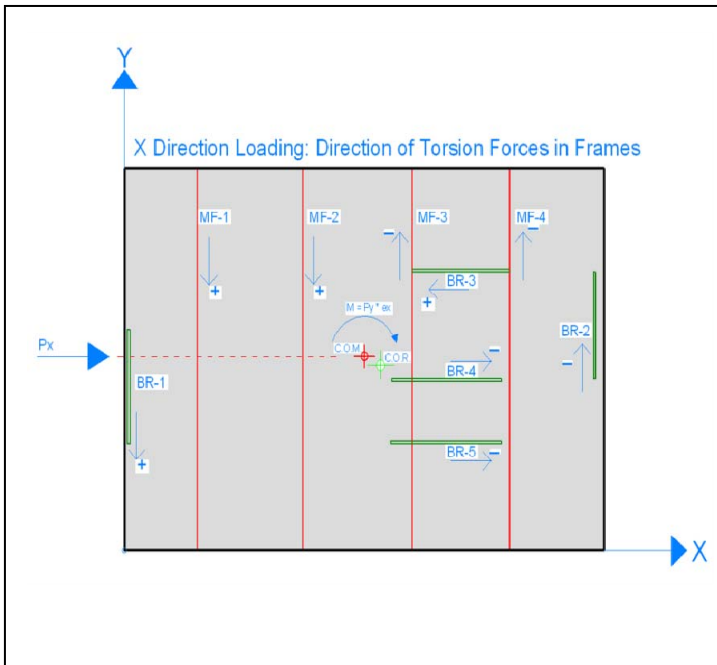 Y
X Direction Loading: Direction of Torsion Forces in Frames
MF-1
MF-2
MF-3
MF-4
−
−
+
+
BR-3
+
M = Py * ex
Px
COM
COR
BR-2
−
BR-1
BR-4
−
−
BR-5
+
X